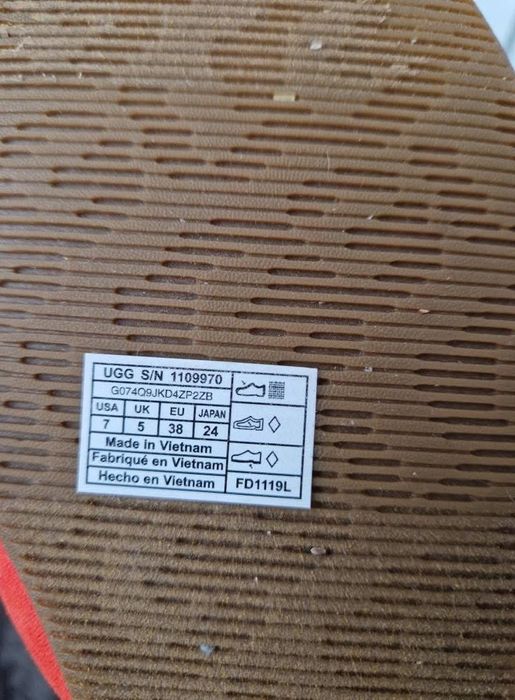 UGG S/N 1109970
G074Q9JKD4ZP2ZB
USA UK EU JAPAN
7 5 38 24
Made in Vietnam
Fabriqué en Vietnam
Hecho en Vietnam
FD1119L